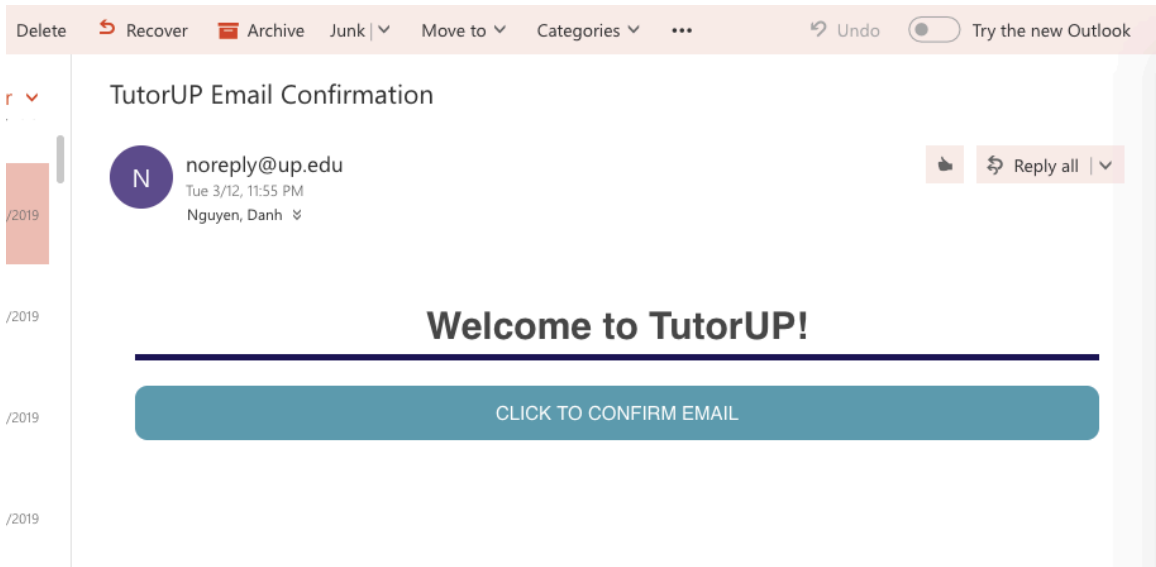 Delete Recover Archive Junk Move to Categories ••• Undo Try the new Outlook
r
TutorUP Email Confirmation
N
noreply@up.edu
Tue 3/12, 11:55 PM
Nguyen, Danh
Reply all
/2019
/2019
/2019
/2019
Welcome to TutorUP!
CLICK TO CONFIRM EMAIL